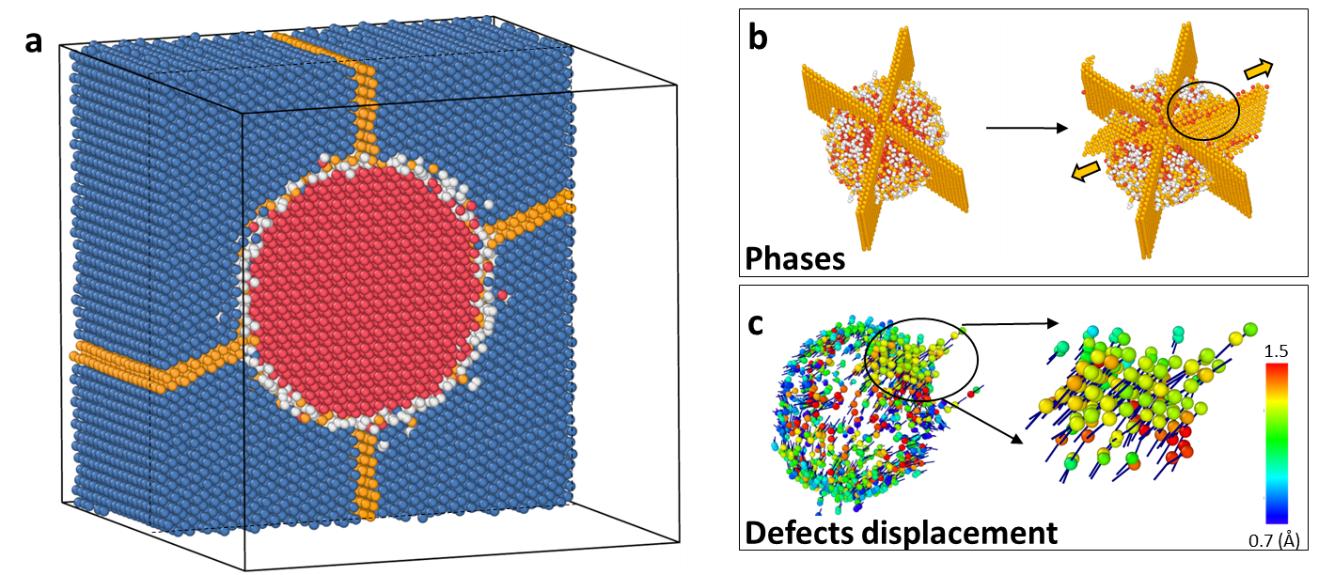 a
b
Phases
c
1.5
0.7 (Å)
Defects displacement